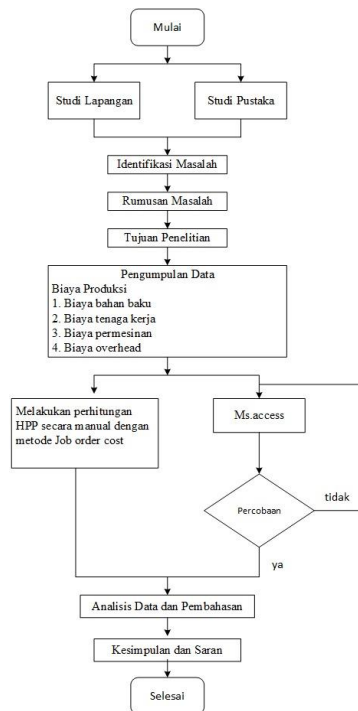 Mulai
Studi Lapangan
Studi Pustaka
Identifikasi Masalah
Rumusan Masalah
Tujuan Penelitian
Pengumpulan Data
Biaya Produksi
1. Biaya bahan baku
2. Biaya tenaga kerja
3. Biaya permesinan
4. Biaya overhead
Melakukan perhitungan
HPP secara manual dengan
metode Job order cost
Ms.access
Percobaan
tidak
ya
Analisis Data dan Pembahasan
Kesimpulan dan Saran
Selesai